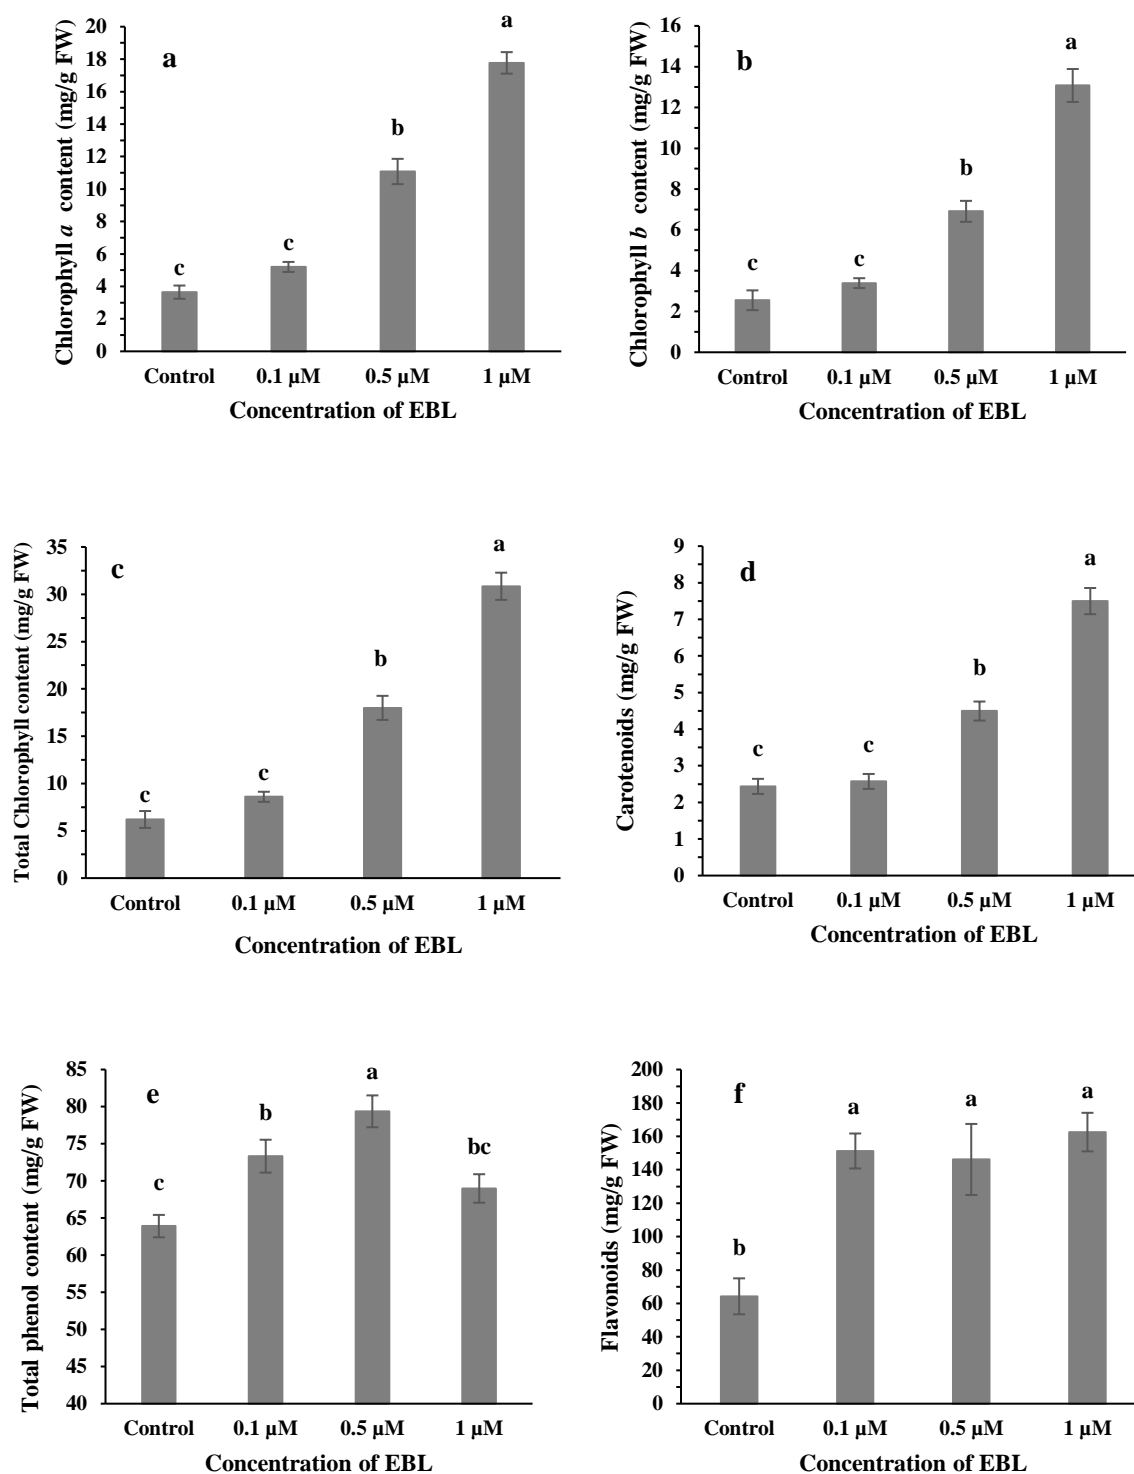 a
Chlorophyll a content (mg/g FW)
20
18
16
14
12
10
8
6
4
2
0
c
c
b
a
Control 0.1 µM 0.5 µM 1 µM
Concentration of EBL
b
Chlorophyll b content (mg/g FW)
16
14
12
10
8
6
4
2
0
c
c
b
a
Control 0.1 µM 0.5 µM 1 µM
Concentration of EBL
c
Total Chlorophyll content (mg/g FW)
35
30
25
20
15
10
5
0
c
c
b
a
Control 0.1 µM 0.5 µM 1 µM
Concentration of EBL
d
Carotenoids (mg/g FW)
9
8
7
6
5
4
3
2
1
0
c
c
b
a
Control 0.1 µM 0.5 µM 1 µM
Concentration of EBL
e
Total phenol content (mg/g FW)
85
80
75
70
65
60
55
50
45
40
c
b
a
bc
Control 0.1 µM 0.5 µM 1 µM
Concentration of EBL
f
Flavonoids (mg/g FW)
200
180
160
140
120
100
80
60
40
20
0
b
a
a
a
Control 0.1 µM 0.5 µM 1 µM
Concentration of EBL